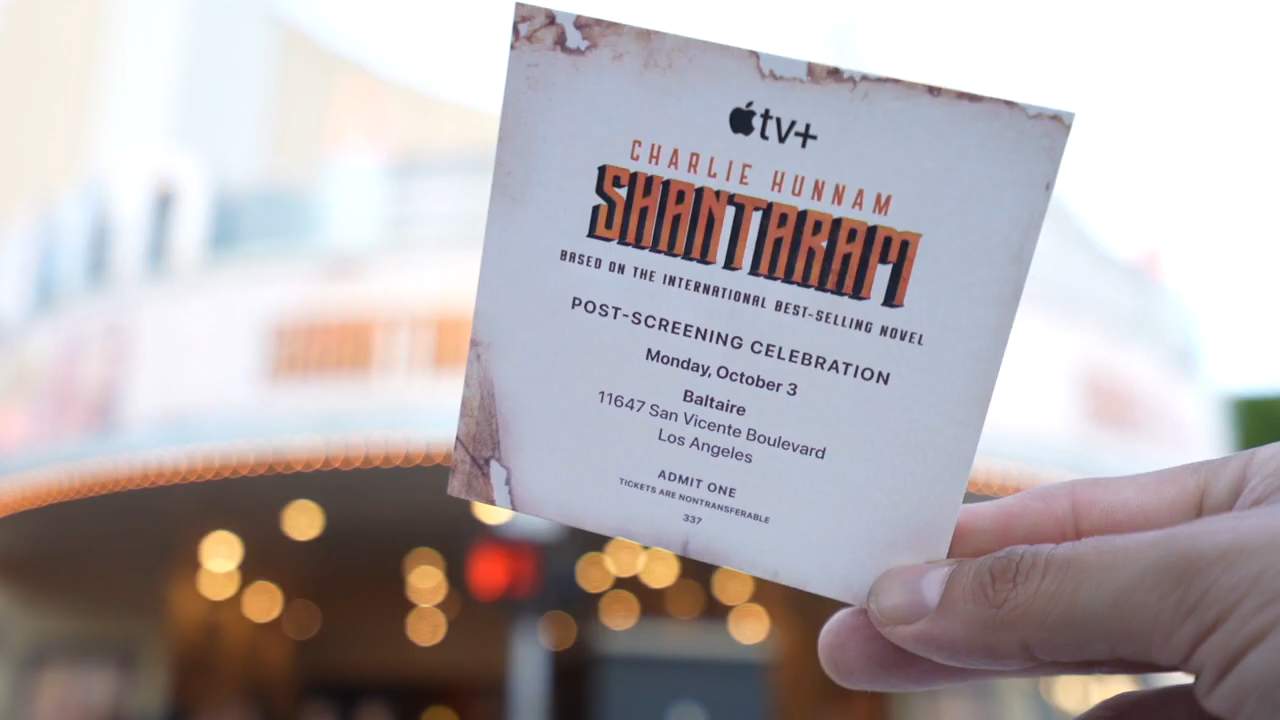 tv+
CHARLIE HUNNAM
SHANTARAM
BASED ON THE INTERNATIONAL BEST-SELLING NOVEL
POST-SCREENING CELEBRATION
Monday, October 3
Baltaire
11647 San Vicente Boulevard
Los Angeles
ADMIT ONE
TICKETS ARE NONTRANSFERABLE
337